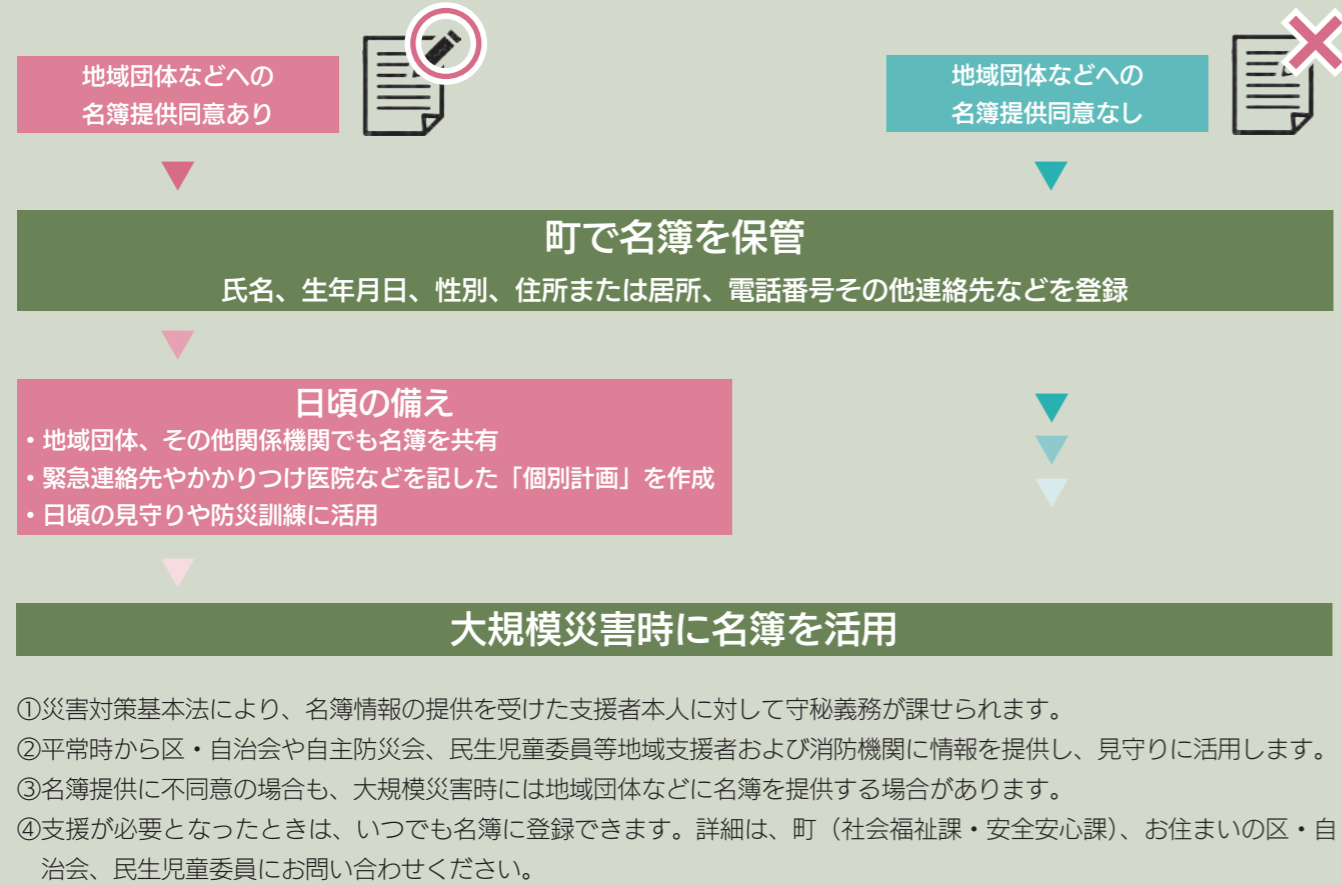 地域団体などへの
名簿提供同意あり
地域団体などへの
名簿提供同意なし
町で名簿を保管
氏名、生年月日、性別、住所または居所、電話番号その他連絡先などを登録
日頃の備え
・地域団体、その他関係機関でも名簿を共有
・緊急連絡先やかかりつけ医院などを記した「個別計画」を作成
・日頃の見守りや防災訓練に活用
大規模災害時に名簿を活用
①災害対策基本法により、名簿情報の提供を受けた支援者本人に対して守秘義務が課せられます。
②平常時から区・自治会や自主防災会、民生児童委員等地域支援者および消防機関に情報を提供し、見守りに活用します。
③名簿提供に不同意の場合も、大規模災害時には地域団体などに名簿を提供する場合があります。
④支援が必要となったときは、いつでも名簿に登録できます。詳細は、町（社会福祉課・安全安心課）、お住まいの区・自
治会、民生児童委員にお問い合わせください。